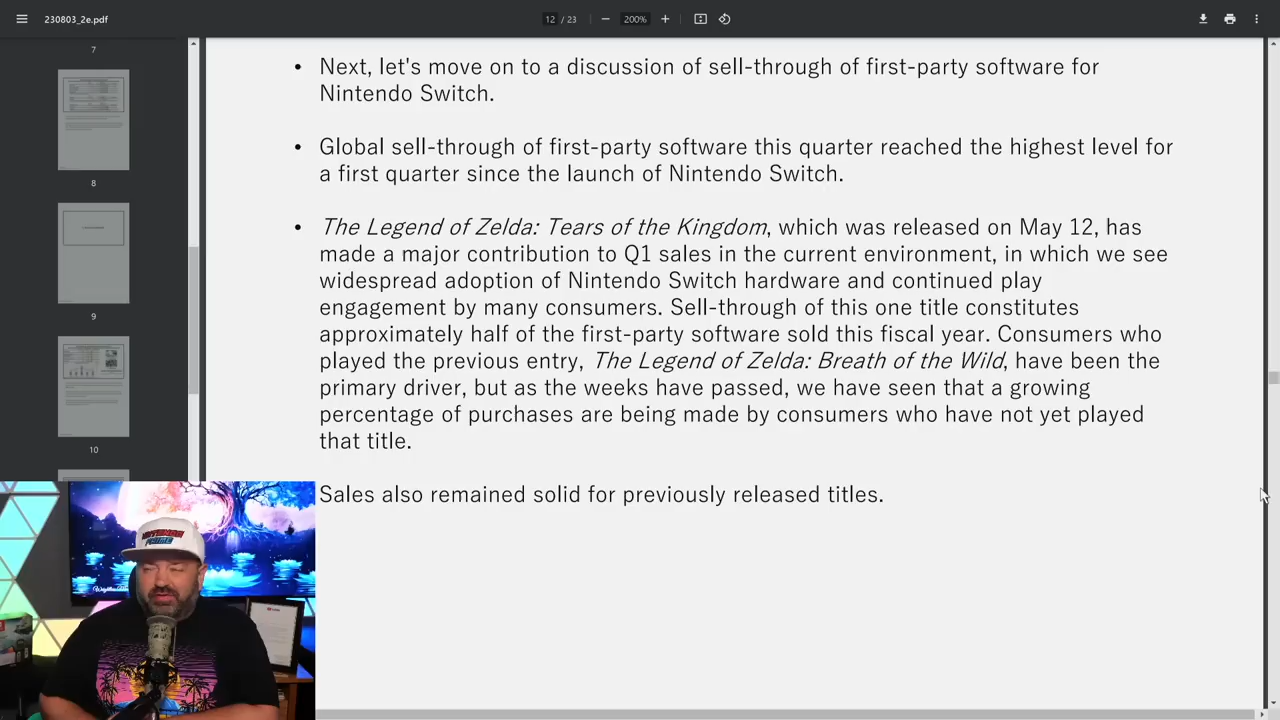 230803_2e.pdf
12 / 23
200%
7
8
9
10
• Next, let's move on to a discussion of sell-through of first-party software for
Nintendo Switch.
• Global sell-through of first-party software this quarter reached the highest level for
a first quarter since the launch of Nintendo Switch.
• The Legend of Zelda: Tears of the Kingdom, which was released on May 12, has
made a major contribution to Q1 sales in the current environment, in which we see
widespread adoption of Nintendo Switch hardware and continued play
engagement by many consumers. Sell-through of this one title constitutes
approximately half of the first-party software sold this fiscal year. Consumers who
played the previous entry, The Legend of Zelda: Breath of the Wild, have been the
primary driver, but as the weeks have passed, we have seen that a growing
percentage of purchases are being made by consumers who have not yet played
that title.
Sales also remained solid for previously released titles.